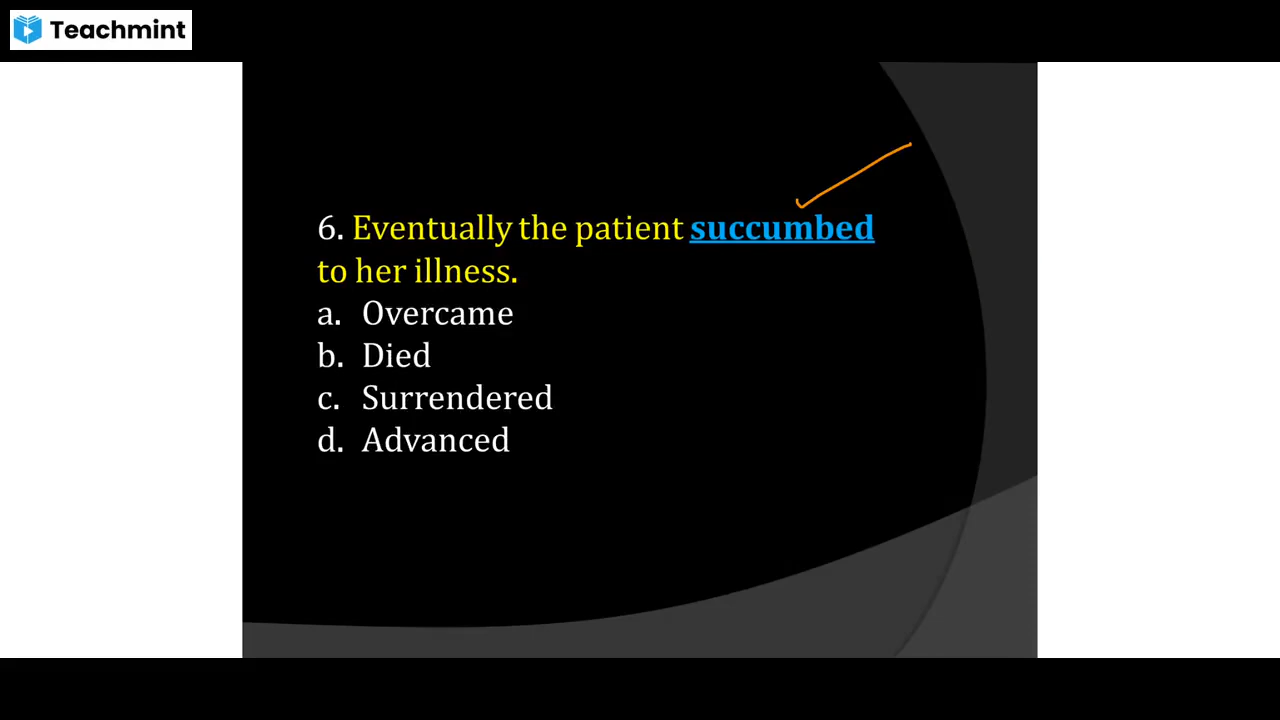 Teachmint
6. Eventually the patient succumbed
to her illness.
a. Overcame
b. Died
c. Surrendered
d. Advanced